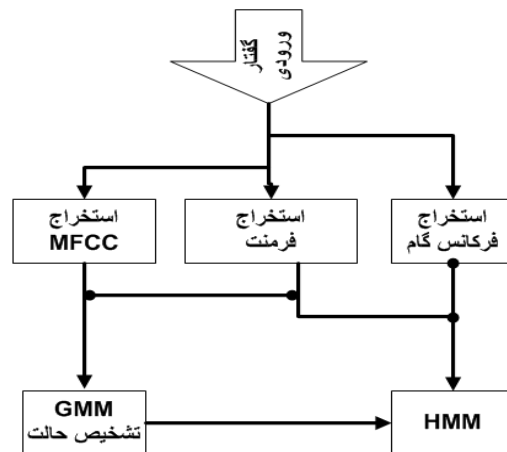 گفتار
ورودی
استخراج
MFCC
استخراج
فرمنت
استخراج
فرکانس گام
GMM
تشخیص حالت
HMM